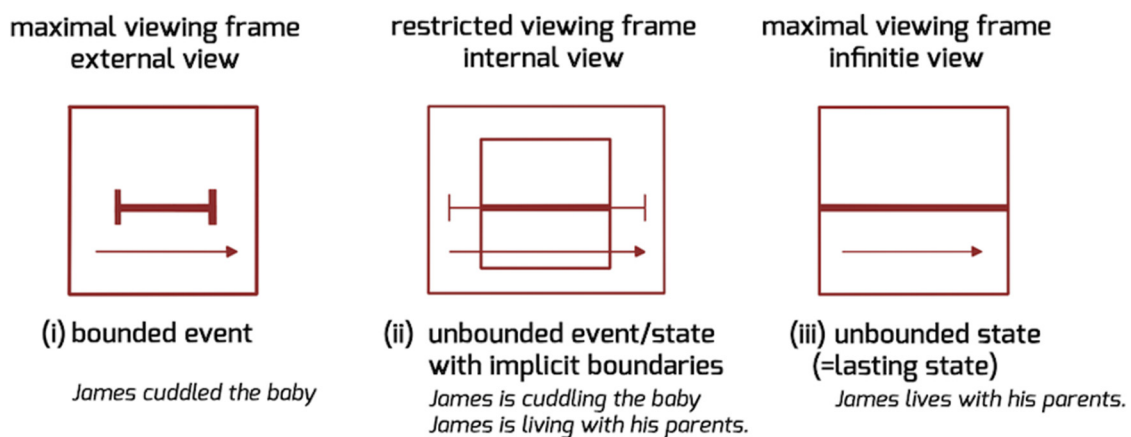 maximal viewing frame
external view
restricted viewing frame
internal view
maximal viewing frame
infinitie view
(i) bounded event
James cuddled the baby
(ii) unbounded event/state
with implicit boundaries
James is cuddling the baby
James is living with his parents.
(iii) unbounded state
(=lasting state)
James lives with his parents.